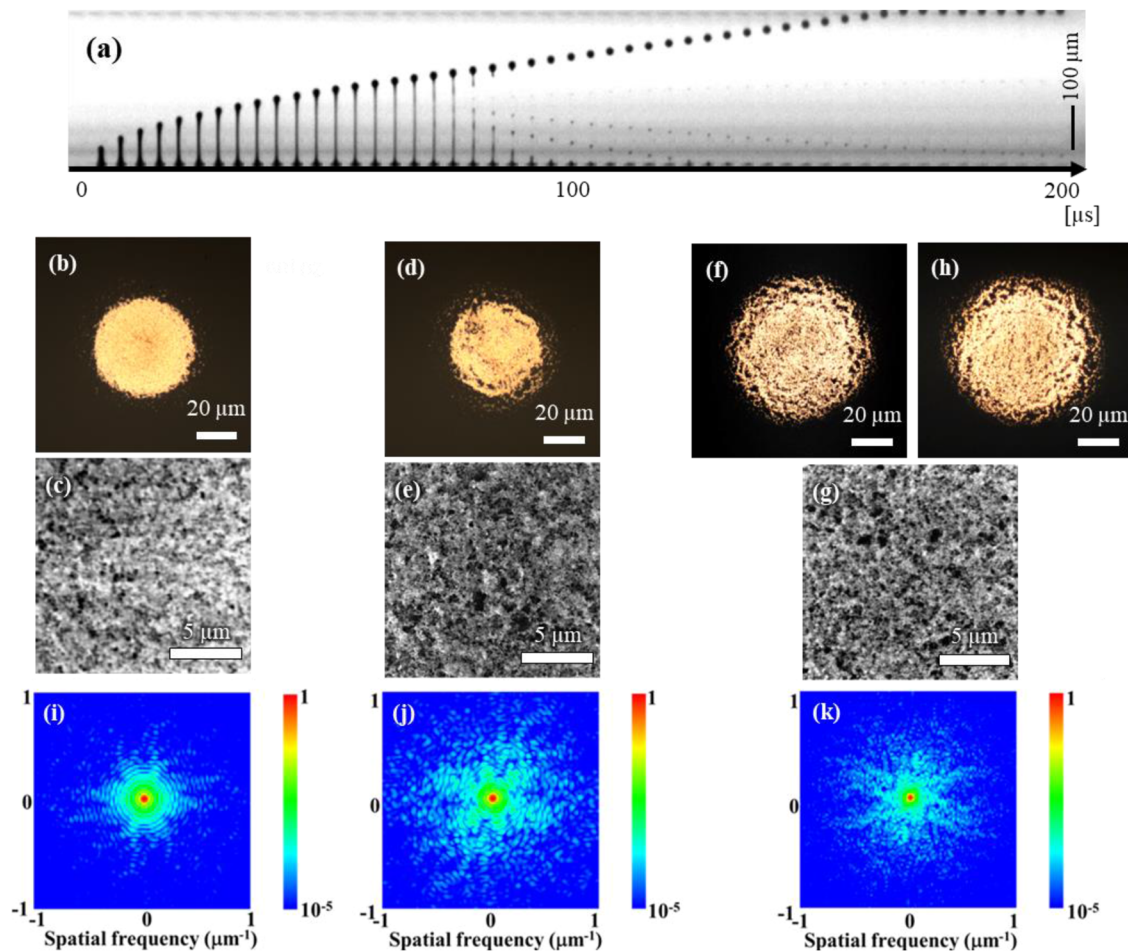 (a)
100 μm
0
100
200
[μs]
(b)
20 μm
(d)
20 μm
(f)
20 μm
(h)
20 μm
(c)
5 μm
(e)
5 μm
(g)
5 μm
(i)
1
0
-1
-1
0
1
Spatial frequency (μm⁻¹)
1
10⁻⁵
(j)
1
0
-1
-1
0
1
Spatial frequency (μm⁻¹)
1
10⁻⁵
(k)
1
0
-1
-1
0
1
Spatial frequency (μm⁻¹)
1
10⁻⁵